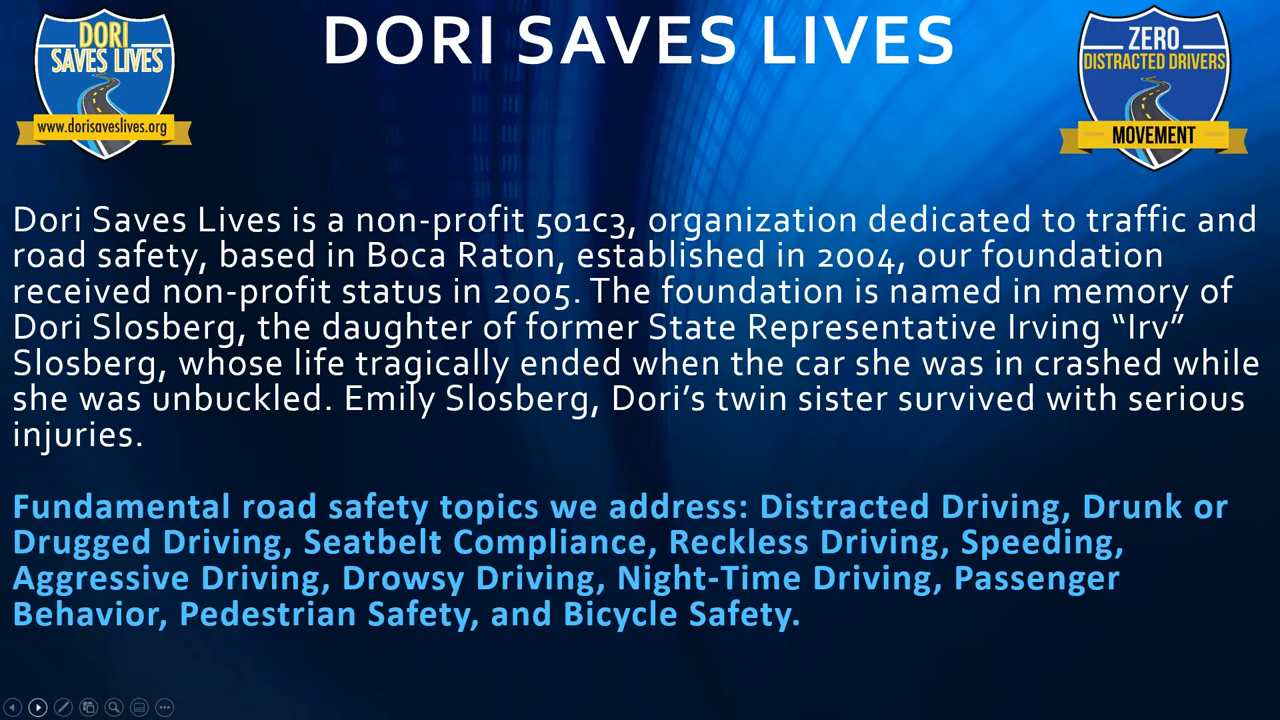 DORI SAVES LIVES
DORI
SAVES LIVES
www.dorisaveslives.org
ZERO
DISTRACTED DRIVERS
MOVEMENT
Dori Saves Lives is a non-profit 501c3, organization dedicated to traffic and
road safety, based in Boca Raton, established in 2004, our foundation
received non-profit status in 2005. The foundation is named in memory of
Dori Slosberg, the daughter of former State Representative Irving “Irv”
Slosberg, whose life tragically ended when the car she was in crashed while
she was unbuckled. Emily Slosberg, Dori’s twin sister survived with serious
injuries.
Fundamental road safety topics we address: Distracted Driving, Drunk or
Drugged Driving, Seatbelt Compliance, Reckless Driving, Speeding,
Aggressive Driving, Drowsy Driving, Night-Time Driving, Passenger
Behavior, Pedestrian Safety, and Bicycle Safety.